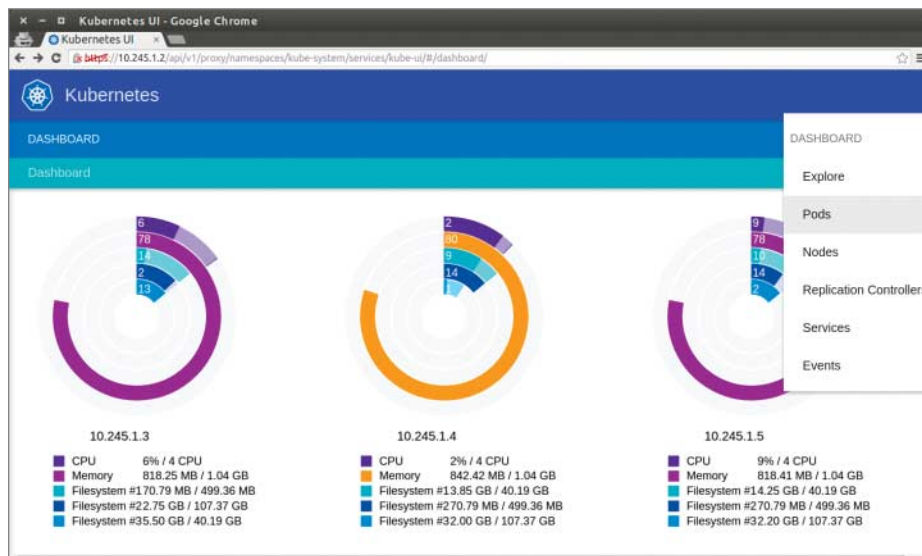 Kubernetes UI - Google Chrome
Kubernetes UI
https://10.245.1.2/api/v1/proxy/namespaces/kube-system/services/kube-ui/#/dashboard/
Kubernetes
DASHBOARD
Dashboard
DASHBOARD
Explore
Pods
Nodes
Replication Controllers
Services
Events
6
78
14
2
13
2
80
9
14
1
9
78
10
14
2
10.245.1.3
CPU 6% / 4 CPU
Memory 818.25 MB / 1.04 GB
Filesystem #170.79 MB / 499.36 MB
Filesystem #22.75 GB / 107.37 GB
Filesystem #35.50 GB / 40.19 GB
10.245.1.4
CPU 2% / 4 CPU
Memory 842.42 MB / 1.04 GB
Filesystem #13.85 GB / 40.19 GB
Filesystem #270.79 MB / 499.36 MB
Filesystem #32.00 GB / 107.37 GB
10.245.1.5
CPU 9% / 4 CPU
Memory 818.41 MB / 1.04 GB
Filesystem #14.25 GB / 40.19 GB
Filesystem #270.79 MB / 499.36 MB
Filesystem #32.20 GB / 107.37 GB